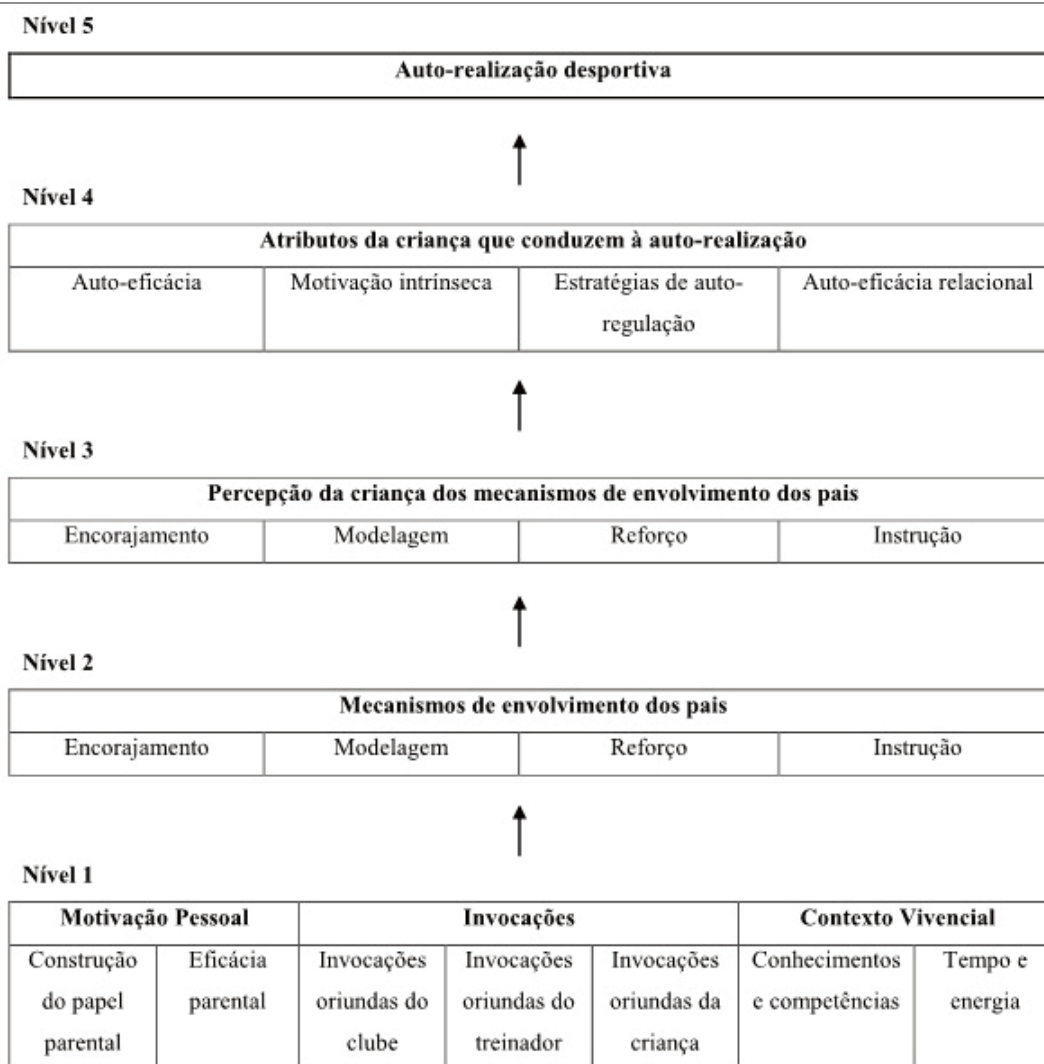 Nível 5
Auto-realização desportiva
Nível 4
Atributos da criança que conduzem à auto-realização
Auto-eficácia
Motivação intrínseca
Estratégias de auto-
regulação
Auto-eficácia relacional
Nível 3
Percepção da criança dos mecanismos de envolvimento dos pais
Encorajamento
Modelagem
Reforço
Instrução
Nível 2
Mecanismos de envolvimento dos pais
Encorajamento
Modelagem
Reforço
Instrução
Nível 1
Motivação Pessoal
Invocações
Contexto Vivencial
Construção
do papel
parental
Eficácia
parental
Invocações
oriundas do
clube
Invocações
oriundas do
treinador
Invocações
oriundas da
criança
Conhecimentos
e competências
Tempo e
energia